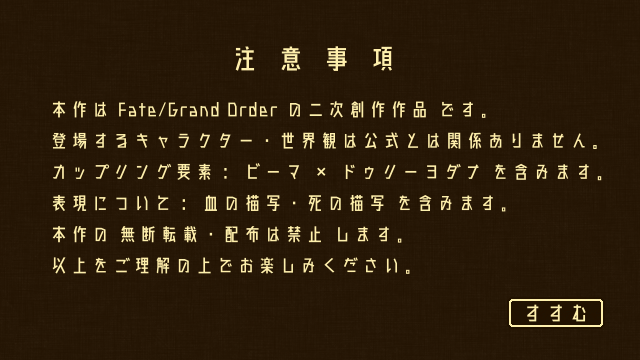 注意事項
本作は Fate/Grand Order の二次創作作品 です。
登場するキャラクター・世界観は公式とは関係ありません。
カップリング要素: ビーマ × ドゥリーヨダナ を含みます。
表現について: 血の描写・死の描写 を含みます。
本作の 無断転載・配布は禁止 します。
以上をご理解の上でお楽しみください。
すすむ